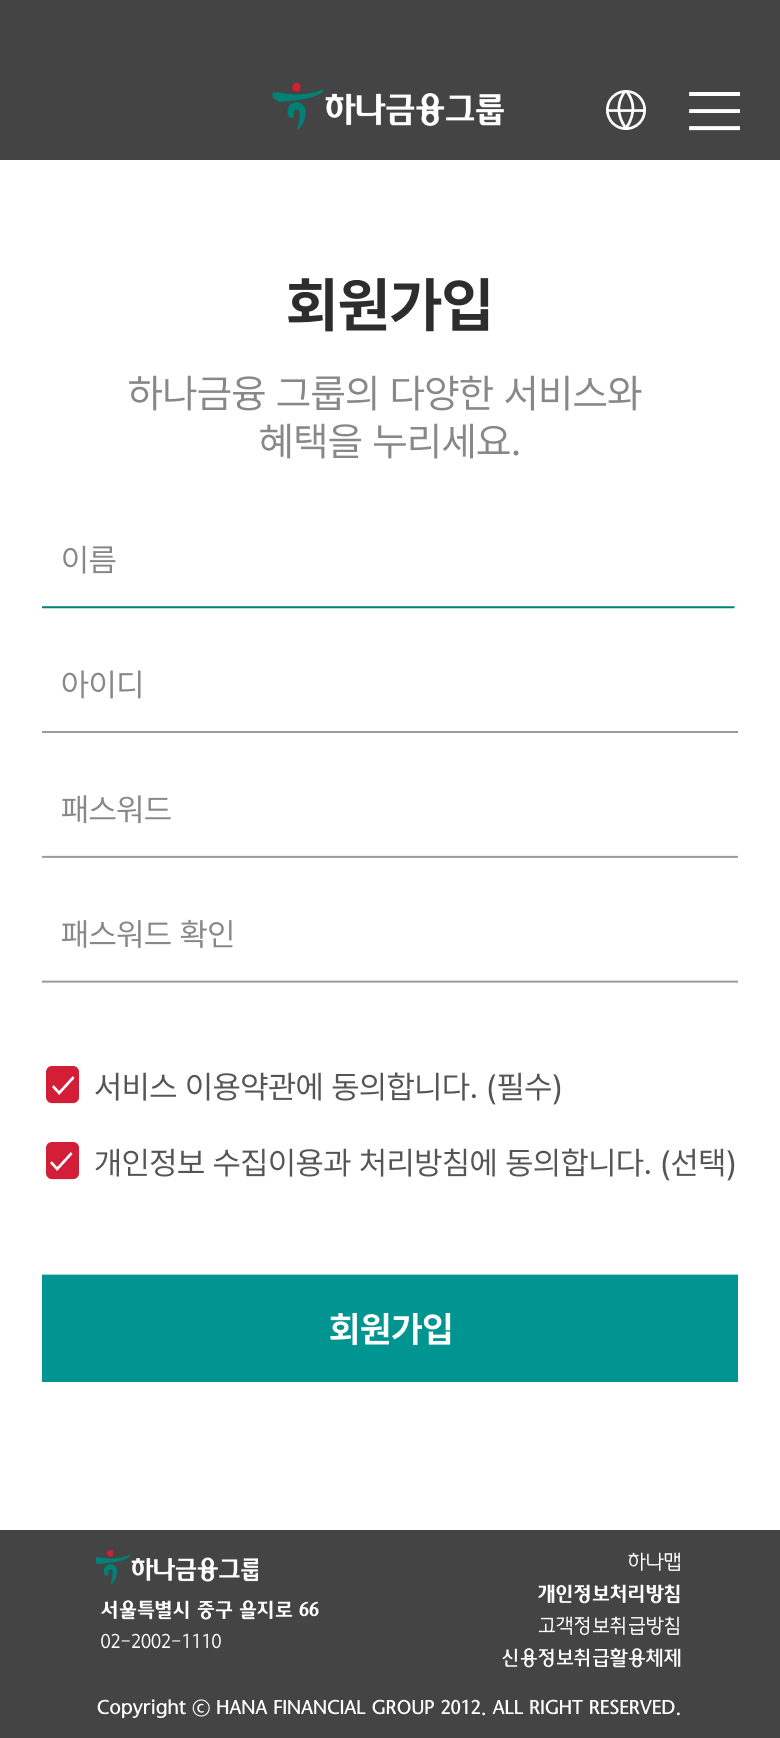 하나금융그룹
회원가입
하나금융 그룹의 다양한 서비스와
혜택을 누리세요.
이름
아이디
패스워드
패스워드 확인
서비스 이용약관에 동의합니다. (필수)
개인정보 수집이용과 처리방침에 동의합니다. (선택)
회원가입
하나금융그룹
서울특별시 중구 을지로 66
02-2002-1110
하나맵
개인정보처리방침
고객정보취급방침
신용정보취급활용체제
Copyright ⓒ HANA FINANCIAL GROUP 2012. ALL RIGHT RESERVED.